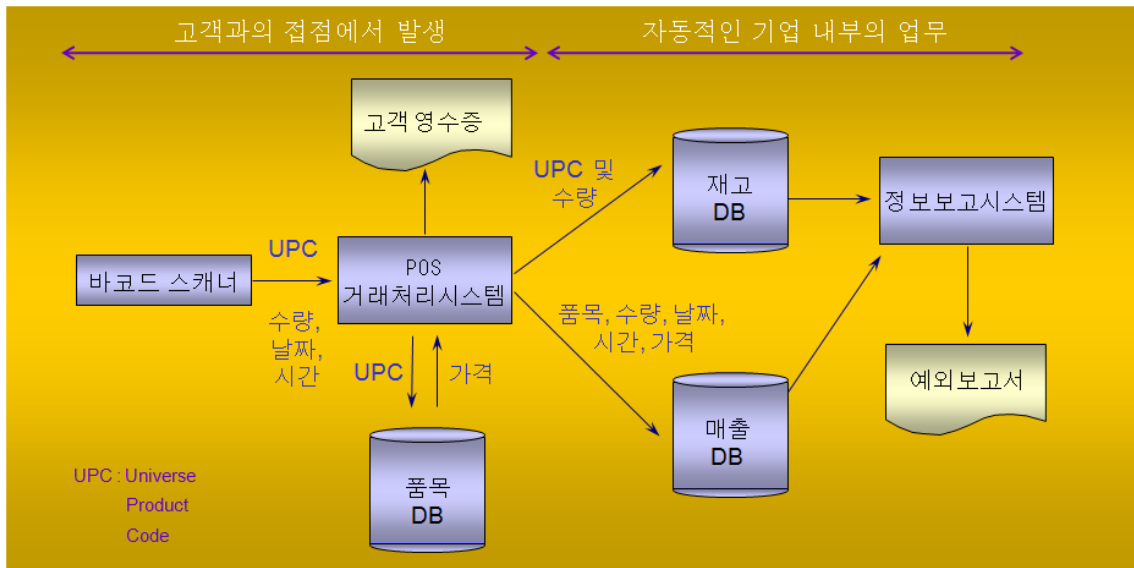 고객과의 접점에서 발생
자동적인 기업 내부의 업무
고객영수증
UPC 및
수량
재고
DB
정보보고시스템
UPC
바코드 스캐너
POS
거래처리시스템
수량,
날짜,
시간
품목, 수량, 날짜,
시간, 가격
UPC
가격
예외보고서
매출
DB
품목
DB
UPC : Universe
Product
Code